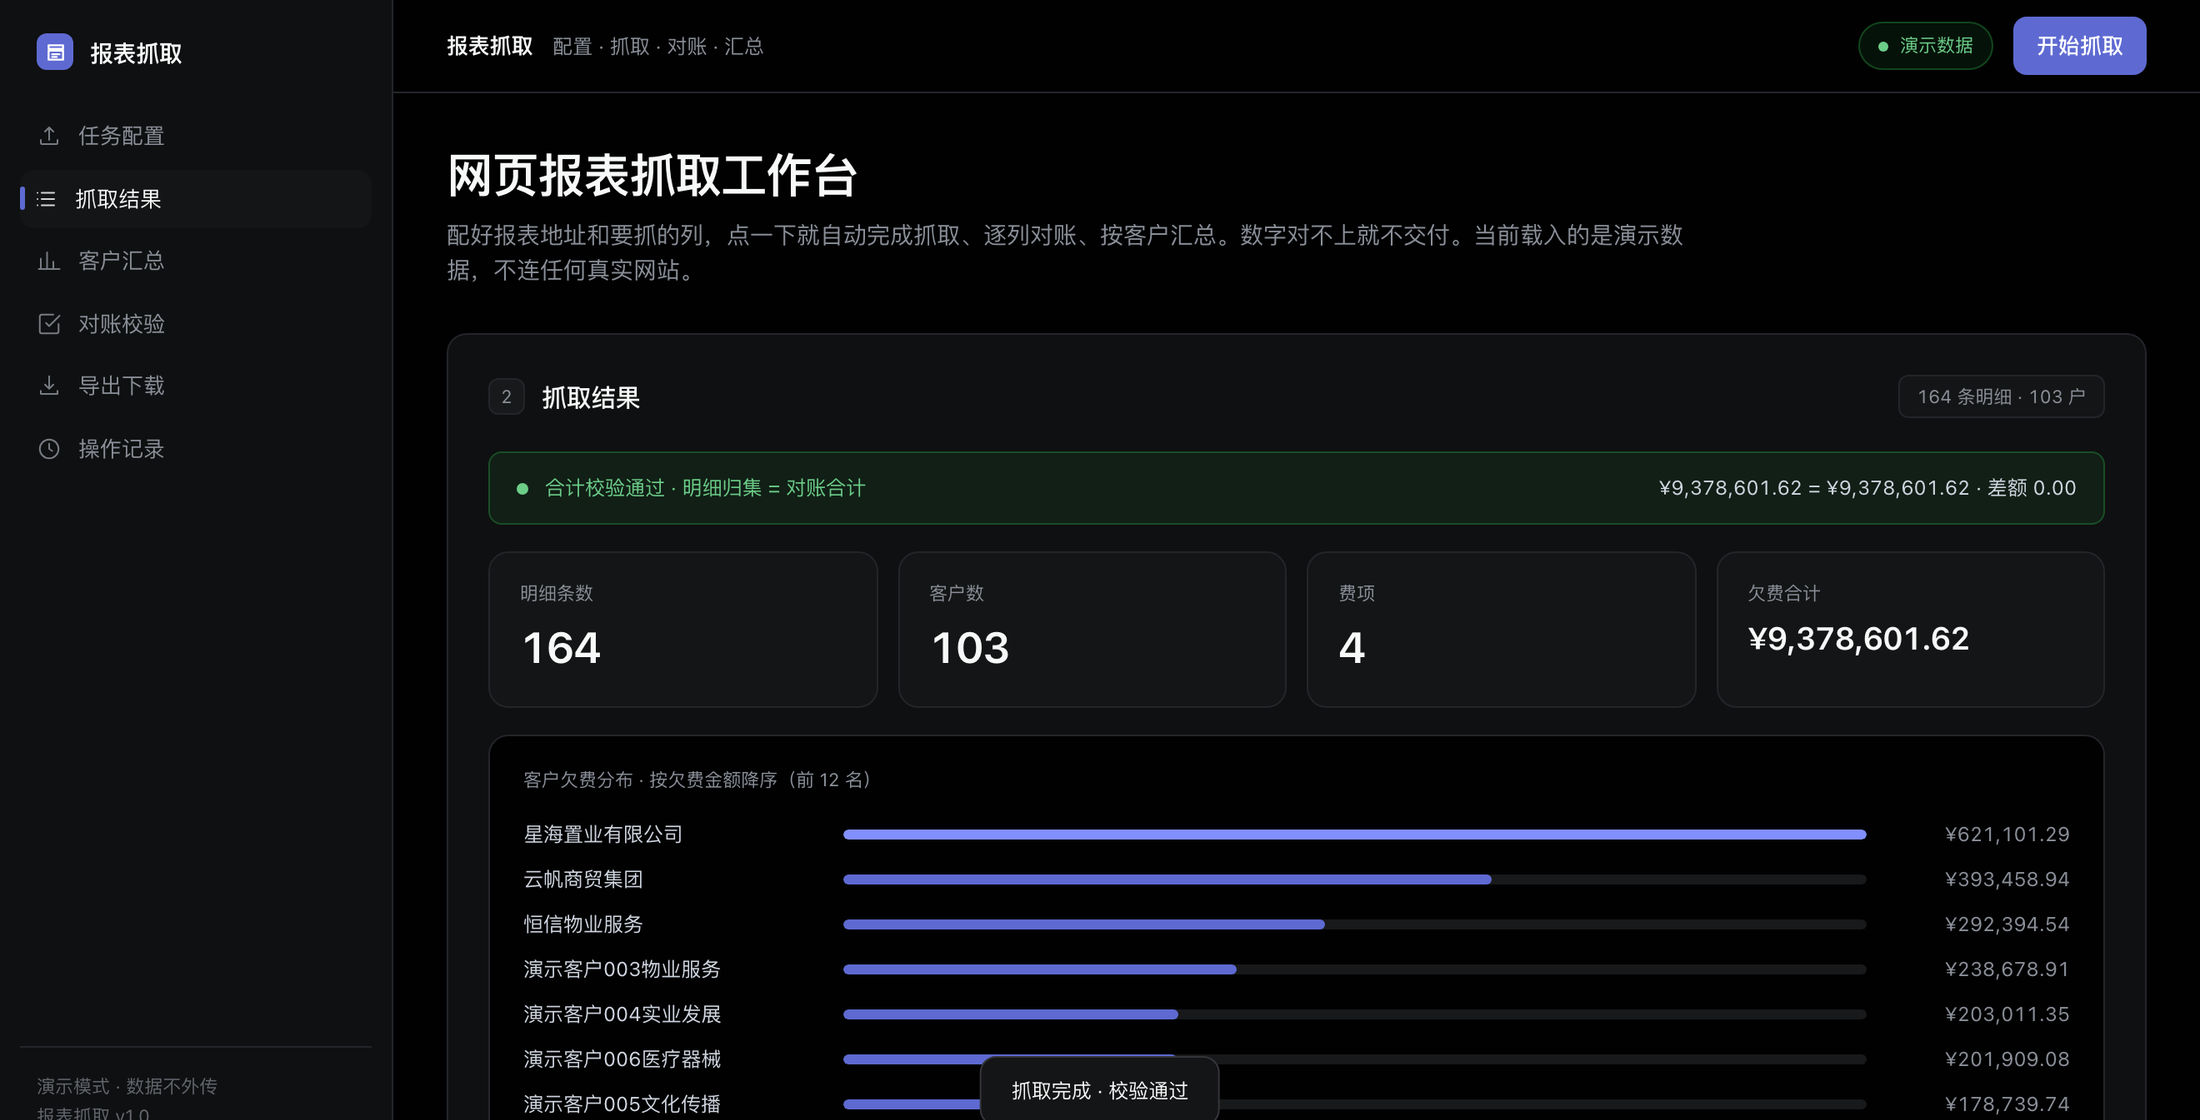 报表抓取
任务配置
抓取结果
客户汇总
对账校验
导出下载
操作记录
演示模式 · 数据不外传
报表抓取 v1.0
报表抓取 配置 · 抓取 · 对账 · 汇总
演示数据
开始抓取
网页报表抓取工作台
配好报表地址和要抓的列，点一下就自动完成抓取、逐列对账、按客户汇总。数字对不上就不交付。当前载入的是演示数
据，不连任何真实网站。
2 抓取结果
164 条明细 · 103 户
合计校验通过 · 明细归集 = 对账合计
¥9,378,601.62 = ¥9,378,601.62 · 差额 0.00
明细条数
164
客户数
103
费项
4
欠费合计
¥9,378,601.62
客户欠费分布 · 按欠费金额降序（前 12 名）
星海置业有限公司 ¥621,101.29
云帆商贸集团 ¥393,458.94
恒信物业服务 ¥292,394.54
演示客户003物业服务 ¥238,678.91
演示客户004实业发展 ¥203,011.35
演示客户006医疗器械 ¥201,909.08
演示客户005文化传播 ¥178,739.74
抓取完成 · 校验通过